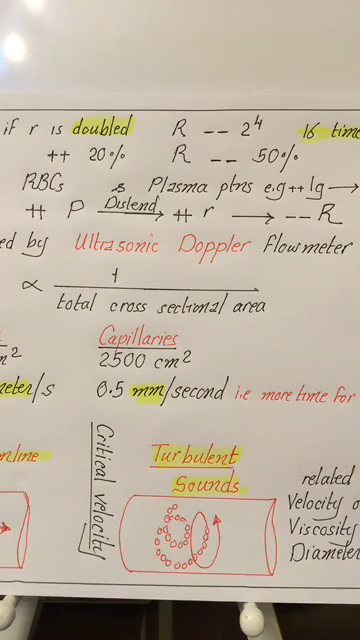 if r is doubled R -- 2⁴ 16 time
++ 20% R -- 50%
RBCs & Plasma ptns e.g ++ Ig →
++ P Distend → ++ r → -- R
ed by Ultrasonic Doppler flowmeter
∝ 1
total cross sectional area
Capillaries
m² 2500 cm²
meter/s 0.5 mm/second i.e more time for
nline
Critical velocity
Turbulent
Sounds
related
Velocity o
Viscosity
Diameter